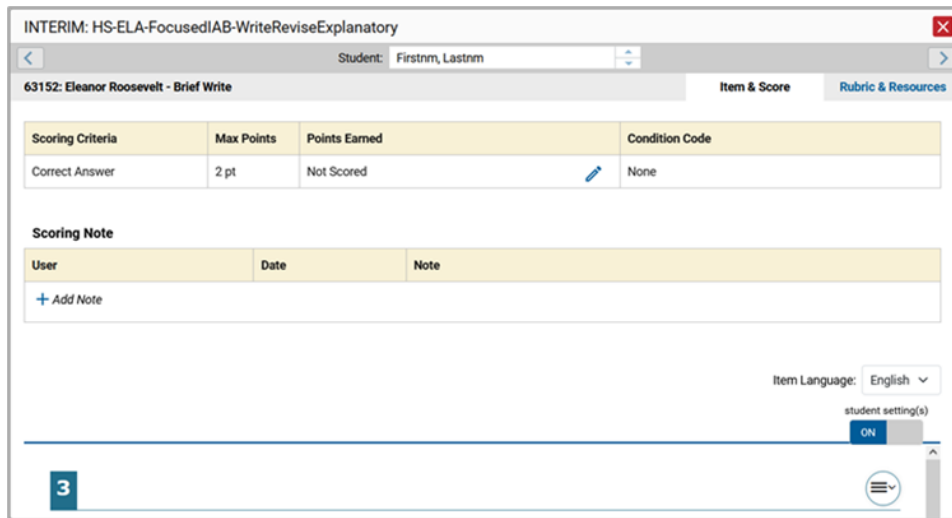 INTERIM: HS-ELA-FocusedIAB-WriteReviseExplanatory
Student: Firstnm, Lastnm
63152: Eleanor Roosevelt - Brief Write Item & Score Rubric & Resources
Scoring Criteria Max Points Points Earned Condition Code
Correct Answer 2 pt Not Scored None
Scoring Note
User Date Note
+ Add Note
Item Language: English
student setting(s)
ON
3